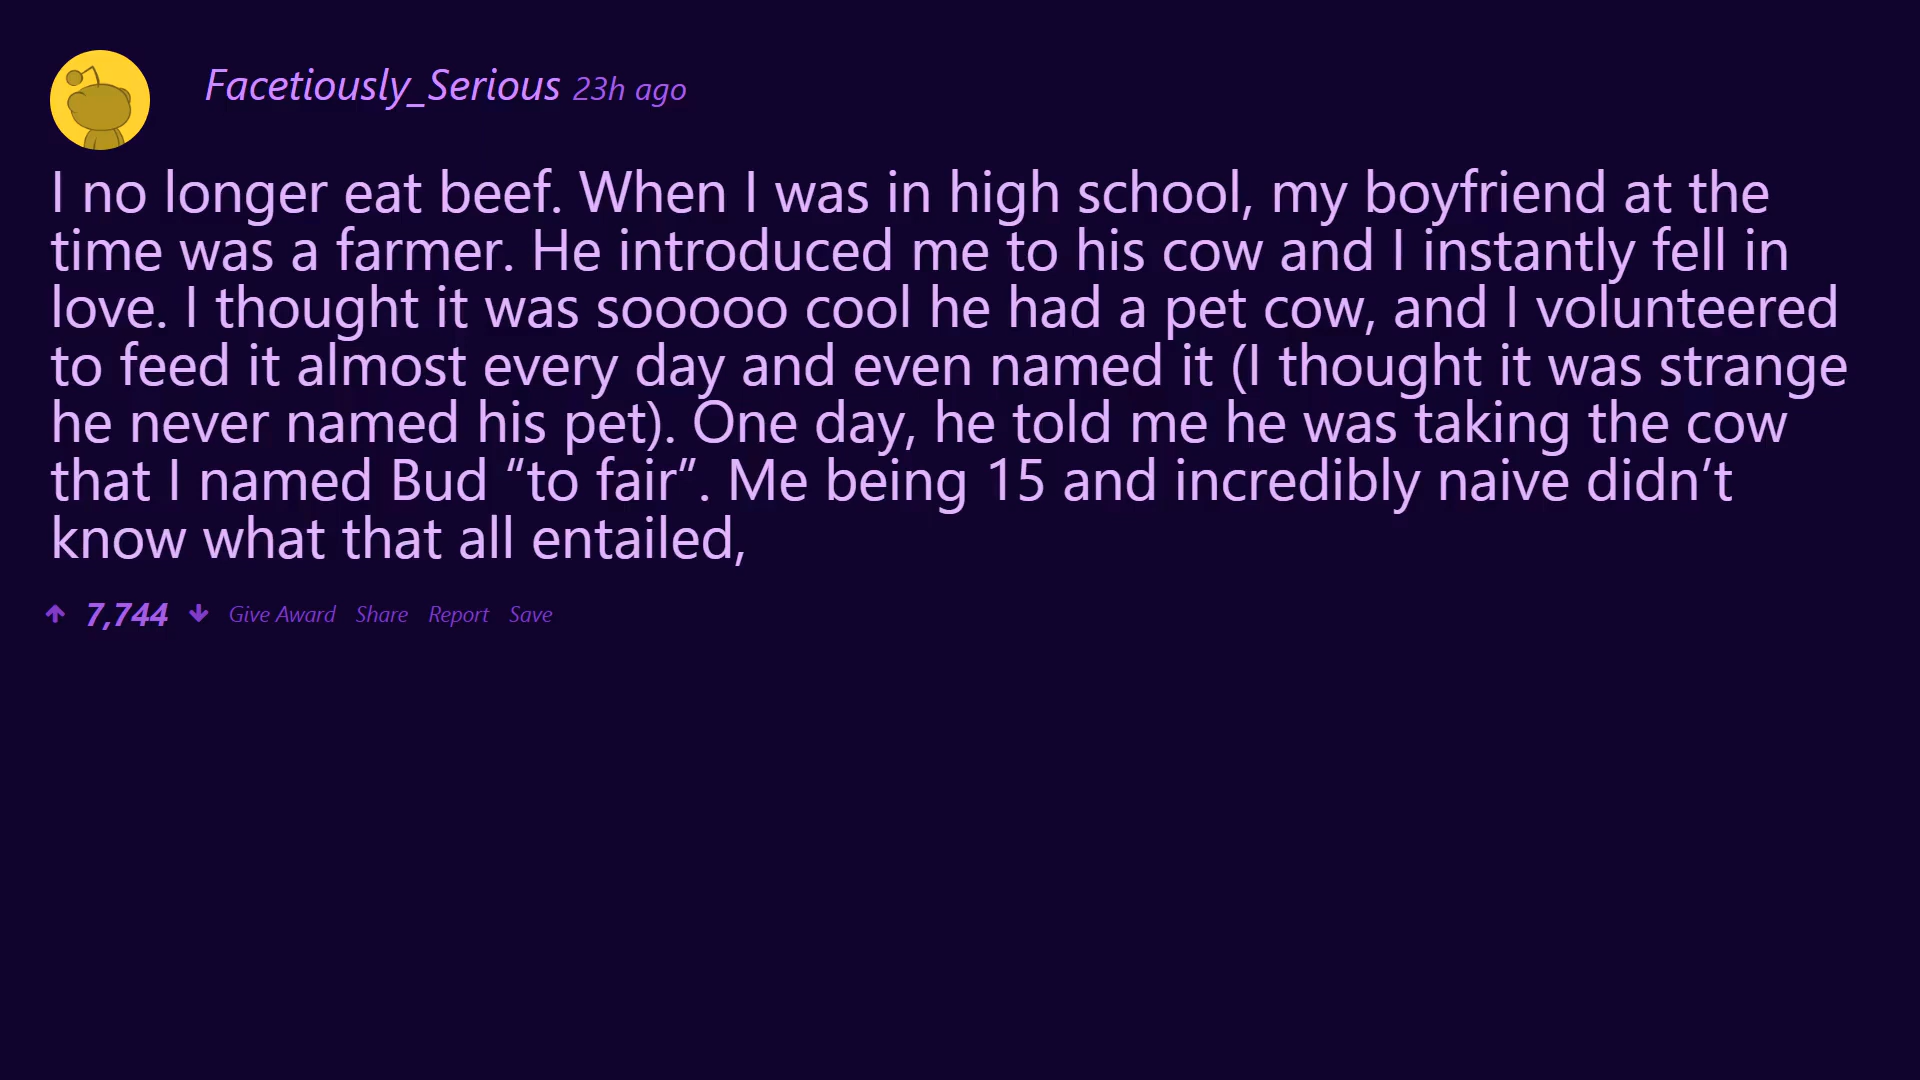 Facetiously_Serious 23h ago
I no longer eat beef. When I was in high school, my boyfriend at the
time was a farmer. He introduced me to his cow and I instantly fell in
love. I thought it was sooooo cool he had a pet cow, and I volunteered
to feed it almost every day and even named it (I thought it was strange
he never named his pet). One day, he told me he was taking the cow
that I named Bud “to fair”. Me being 15 and incredibly naive didn’t
know what that all entailed,
7,744 Give Award Share Report Save